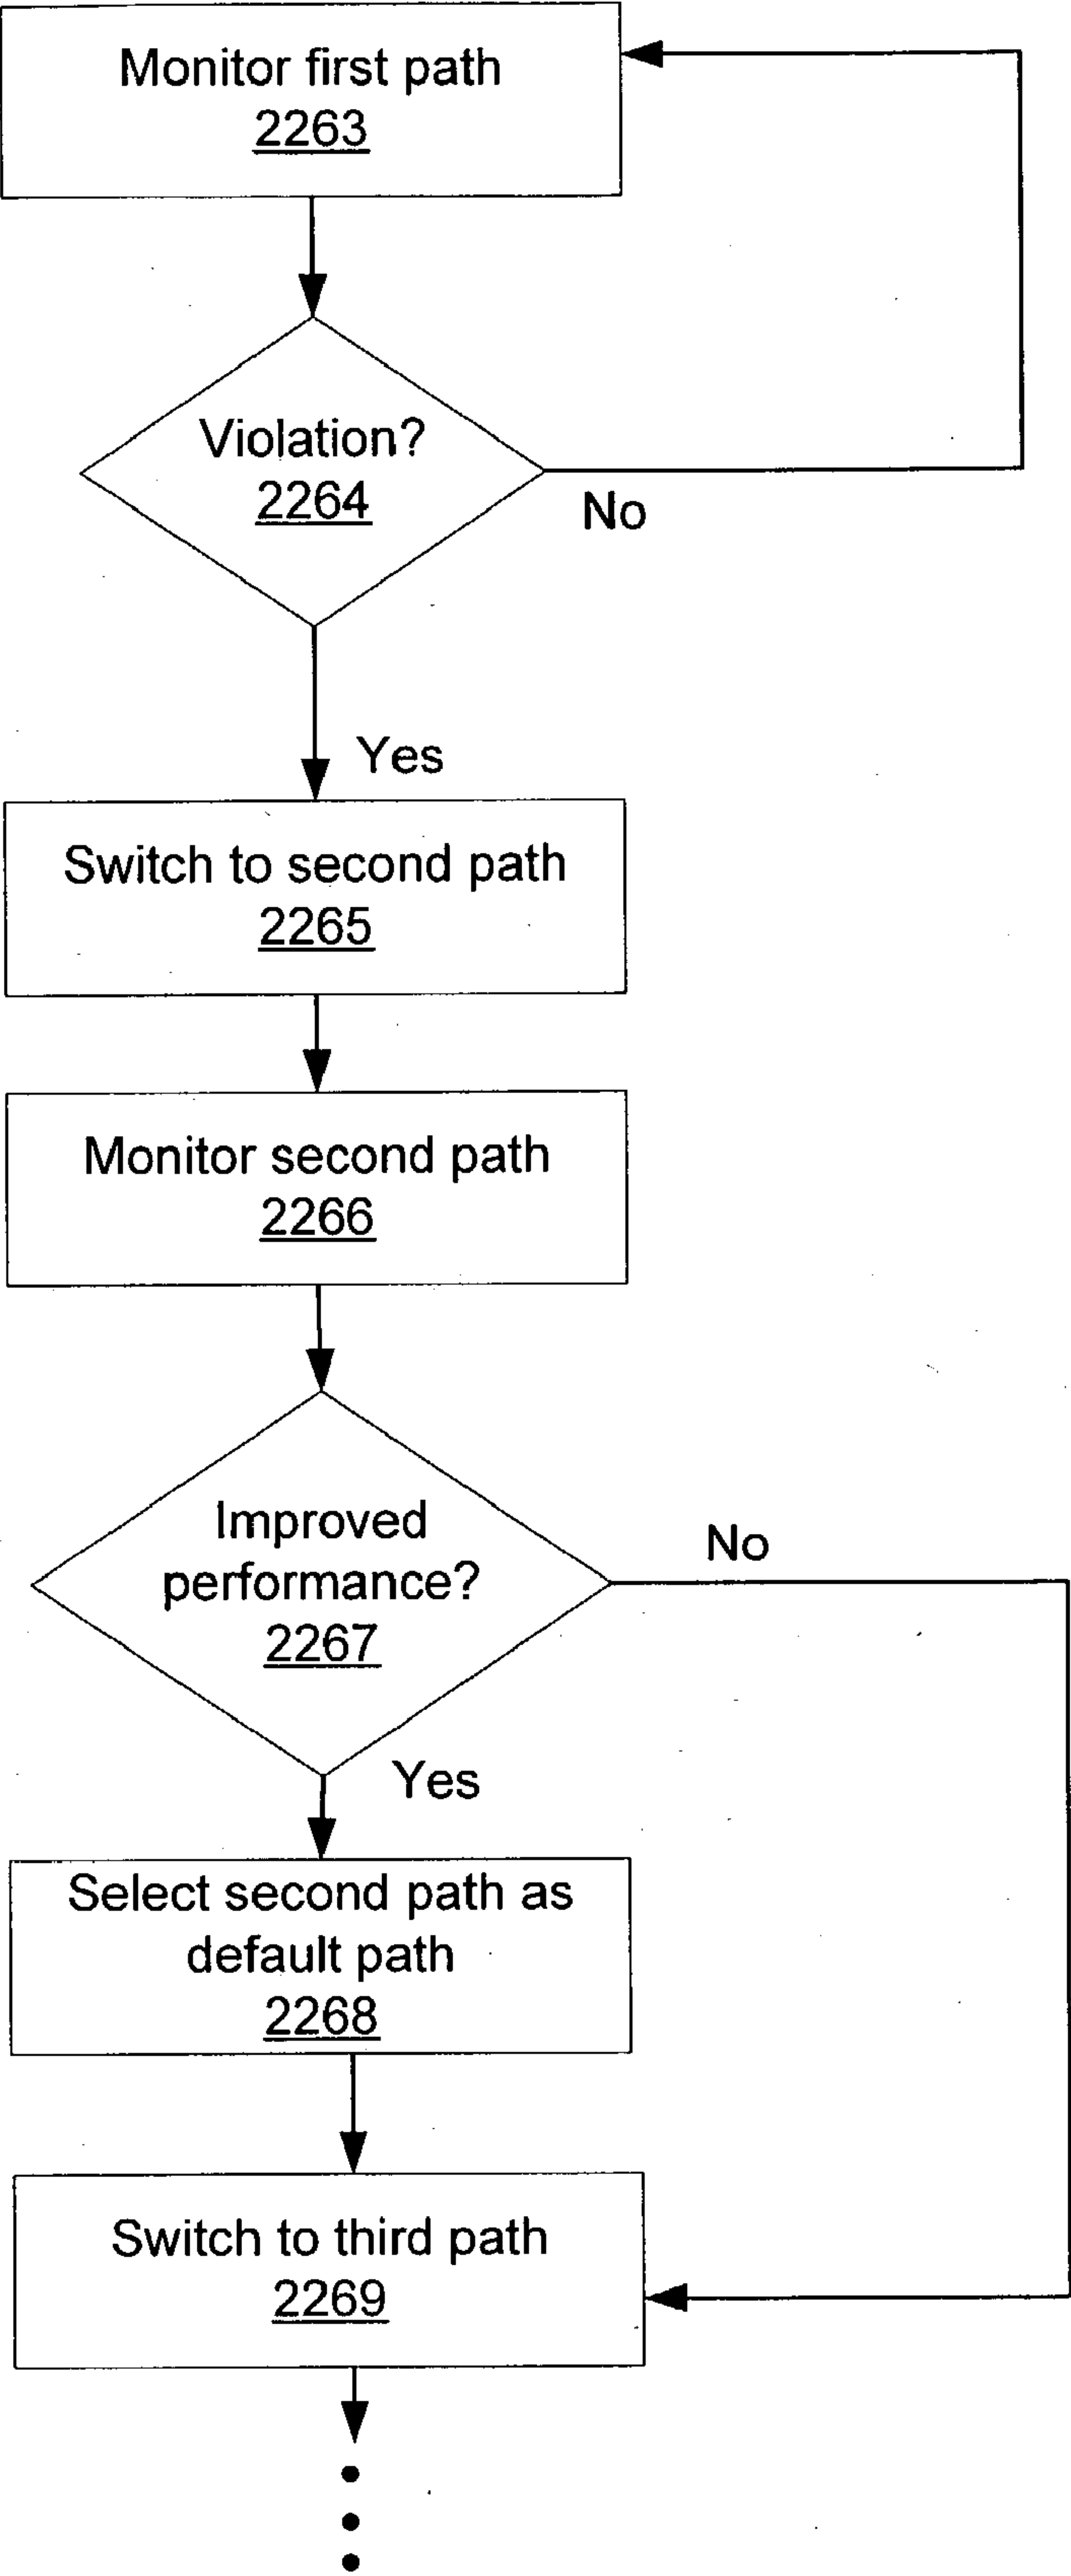 Monitor first path
2263
Violation?
2264
No
Yes
Switch to second path
2265
Monitor second path
2266
Improved
performance?
2267
No
Yes
Select second path as
default path
2268
Switch to third path
2269